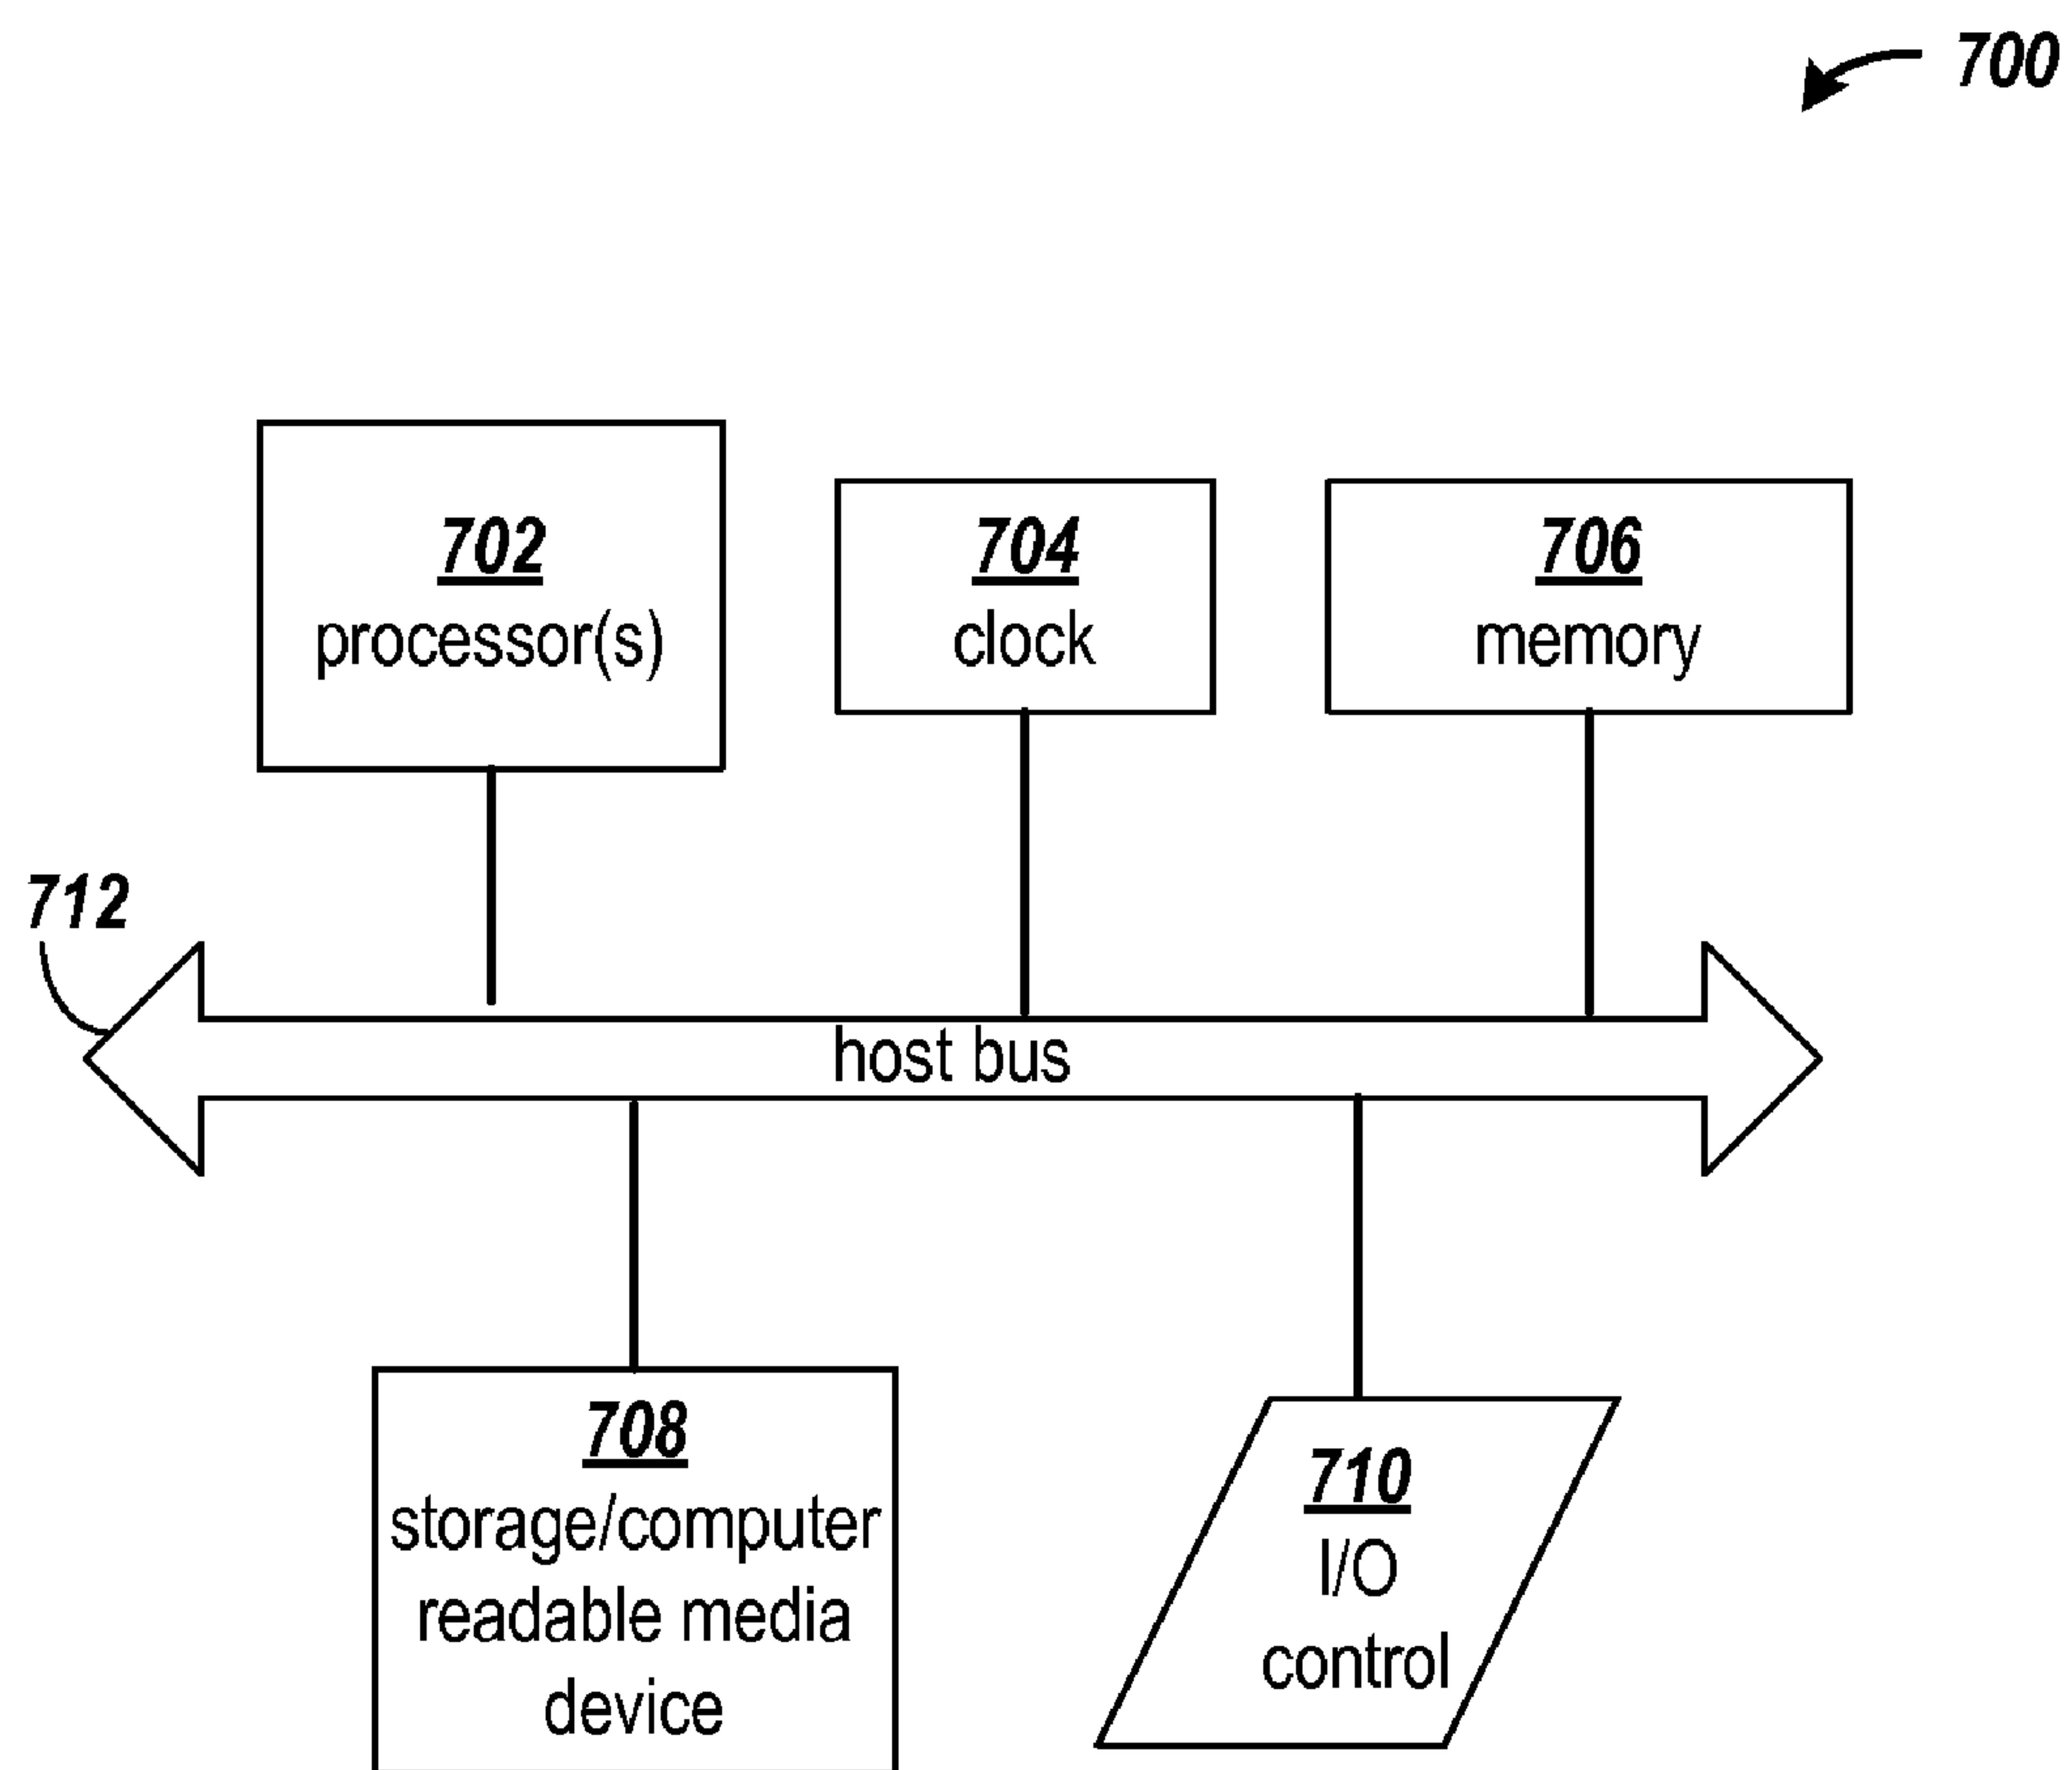 700
702
processor(s)
704
clock
706
memory
712
host bus
708
storage/computer
readable media
device
710
I/O
control